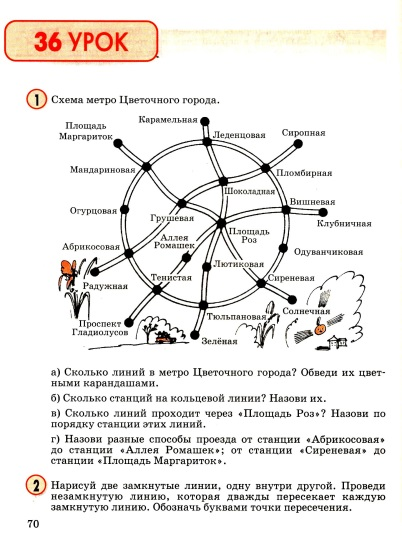 36 УРОК
1 Схема метро Цветочного города.
Карамельная
Площадь
Маргариток
Леденцовая
Сиропная
Мандариновая
Пломбирная
Шоколадная
Вишневая
Огурцовая
Грушевая
Клубничная
Аллея
Ромашек
Площадь
Роз
Абрикосовая
Одуванчиковая
Лютиковая
Радужная
Тенистая
Сиреневая
Солнечная
Тюльпановая
Проспект
Гладиолусов
Зелёная
а) Сколько линий в метро Цветочного города? Обведи их цвет-
ными карандашами.
б) Сколько станций на кольцевой линии? Назови их.
в) Сколько линий проходит через «Площадь Роз»? Назови по
порядку станции этих линий.
г) Назови разные способы проезда от станции «Абрикосовая»
до станции «Аллея Ромашек»; от станции «Сиреневая» до
станции «Площадь Маргариток».
2 Нарисуй две замкнутые линии, одну внутри другой. Проведи
незамкнутую линию, которая дважды пересекает каждую
замкнутую линию. Обозначь буквами точки пересечения.
70